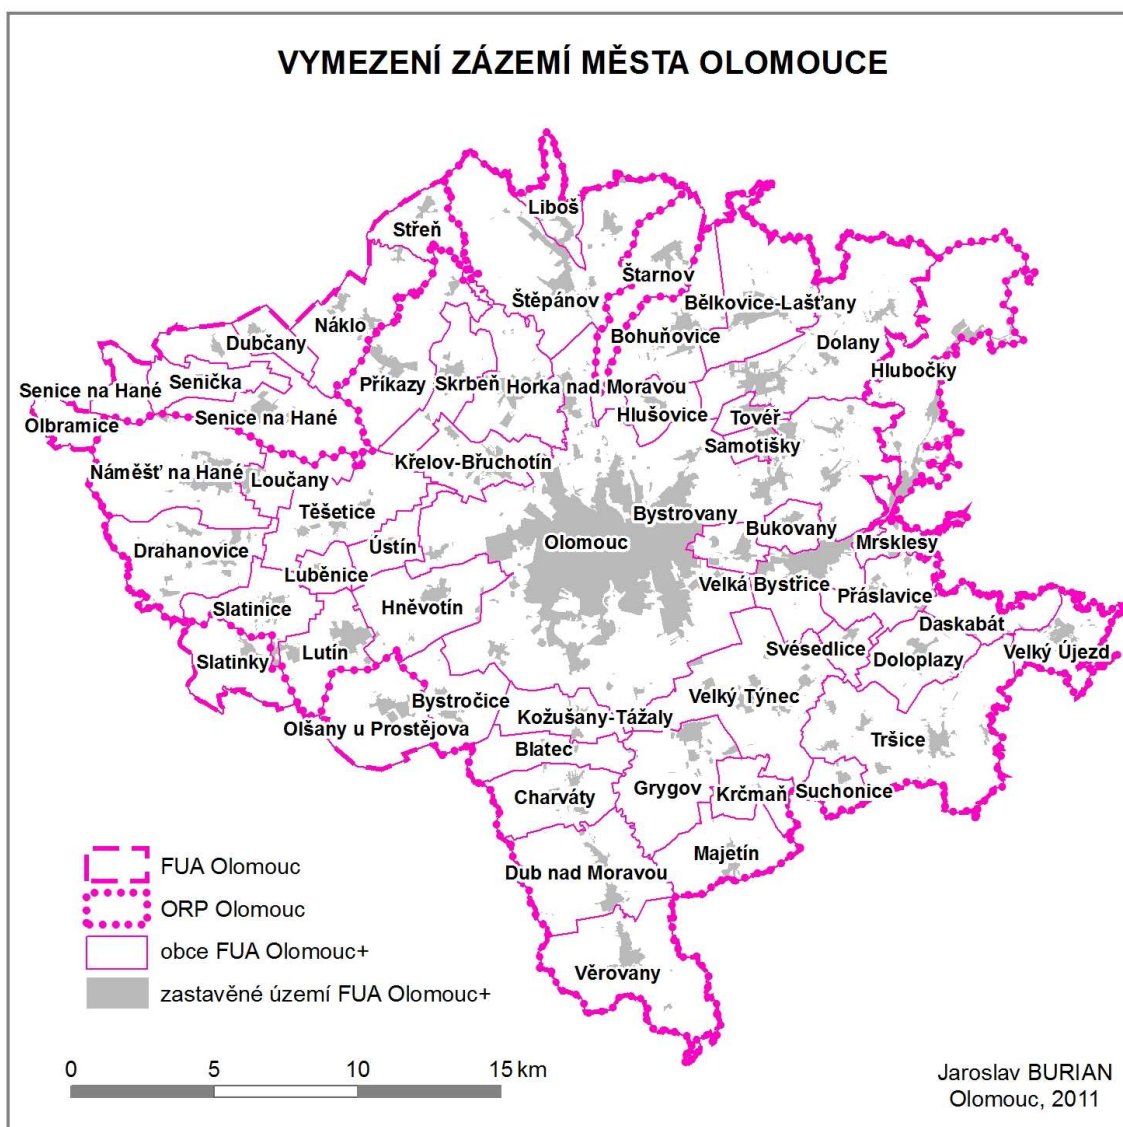 VYMEZENÍ ZÁZEMÍ MĚSTA OLOMOUCE
Liboš
Střeň
Štarnov
Štěpánov
Bělkovice-Lašťany
Náklo
Bohuňovice
Dubčany
Dolany
Hlubočky
Senička
Příkazy
Skrbeň
Horka nad Moravou
Senice na Hané
Hlušovice
Senice na Hané
Tovéř
Olbramice
Samotišky
Křelov-Břuchotín
Náměšť na Hané
Loučany
Těšetice
Bystrovany
Bukovany
Olomouc
Mrsklesy
Ústín
Drahanovice
Luběnice
Velká Bystřice
Přáslavice
Hněvotín
Slatinice
Daskabát
Svésedlice
Velký Újezd
Lutín
Doloplazy
Slatinky
Velký Týnec
Bystročice
Kožušany-Tážaly
Olšany u Prostějova
Tršice
Blatec
Grygov
Krčmaň
Suchonice
Charváty
Majetín
Dub nad Moravou
Věrovany
FUA Olomouc
ORP Olomouc
obce FUA Olomouc+
zastavěné území FUA Olomouc+
0 5 10 15 km
Jaroslav BURIAN
Olomouc, 2011